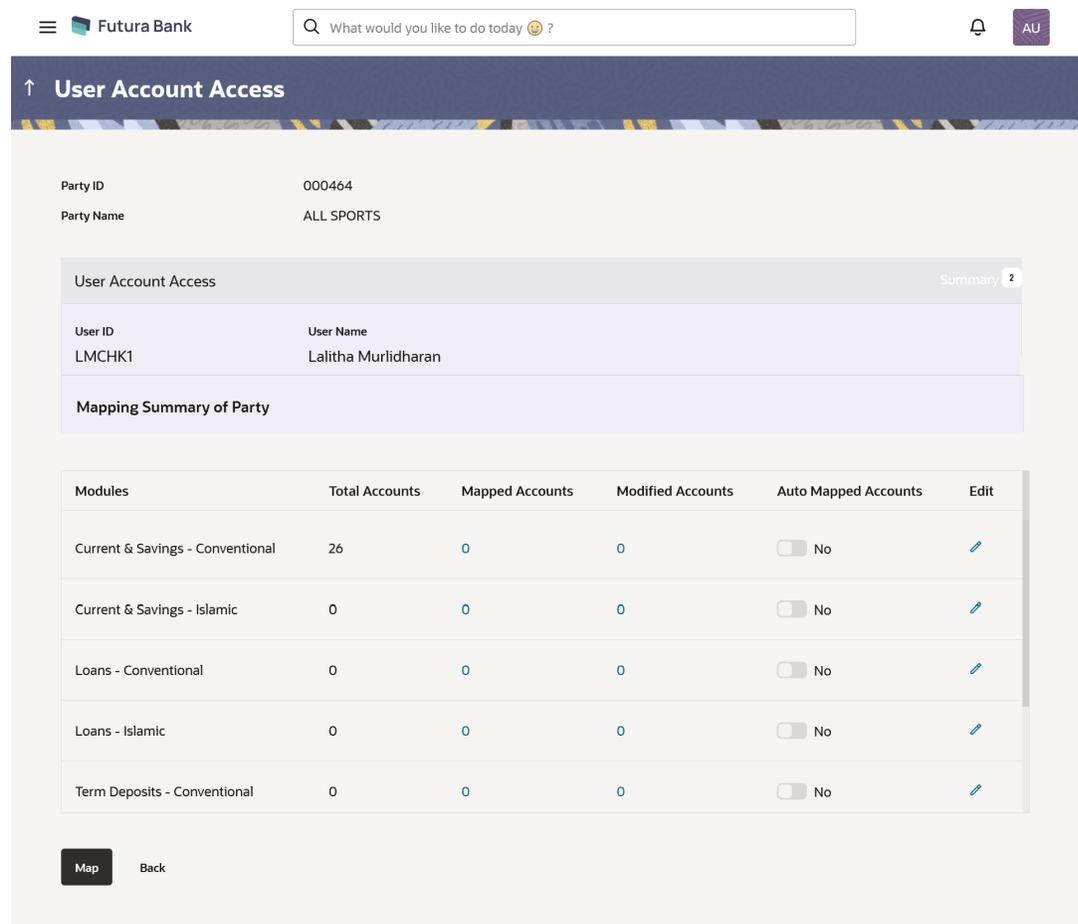 Futura Bank
What would you like to do today ?
AU
User Account Access
Party ID 000464
Party Name ALL SPORTS
User Account Access Summary 2
User ID User Name
LMCHK1 Lalitha Murlidharan
Mapping Summary of Party
Modules Total Accounts Mapped Accounts Modified Accounts Auto Mapped Accounts Edit
Current & Savings - Conventional 26 0 0 No
Current & Savings - Islamic 0 0 0 No
Loans - Conventional 0 0 0 No
Loans - Islamic 0 0 0 No
Term Deposits - Conventional 0 0 0 No
Map Back